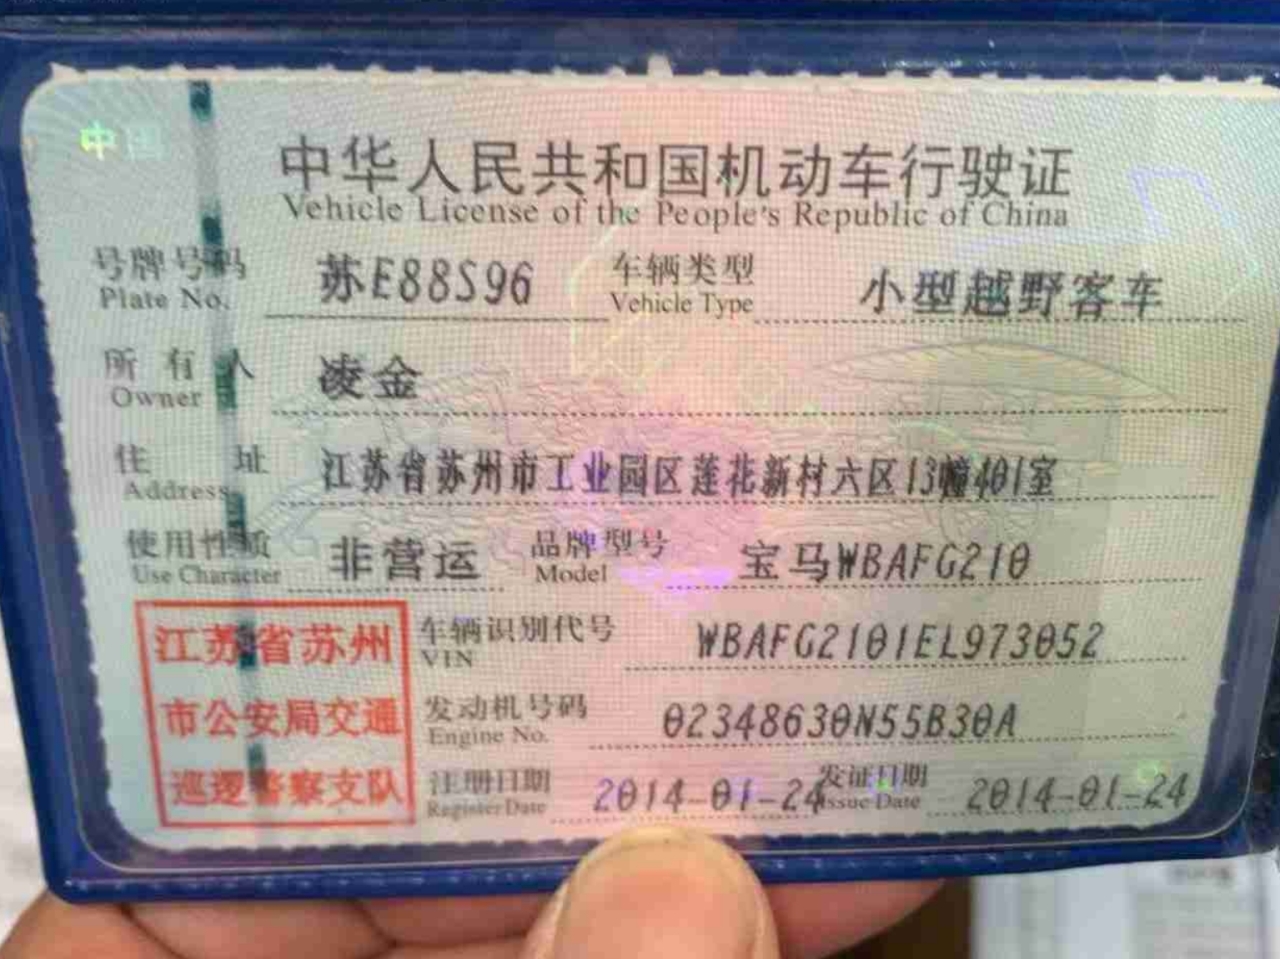 中国
中华人民共和国机动车行驶证
Vehicle License of the People's Republic of China
号牌号码 苏E88S96 车辆类型 小型越野客车
Plate No. Vehicle Type
所有人 凌金
Owner
住址 江苏省苏州市工业园区莲花新村六区13幢401室
Address
使用性质 非营运 品牌型号 宝马WBAFG210
Use Character Model
江苏省苏州
市公安局交通
巡逻警察支队
车辆识别代号 WBAFG2101EL973052
VIN
发动机号码 02348630N55B30A
Engine No.
注册日期 2014-01-24 发证日期 2014-01-24
Register Date Issue Date